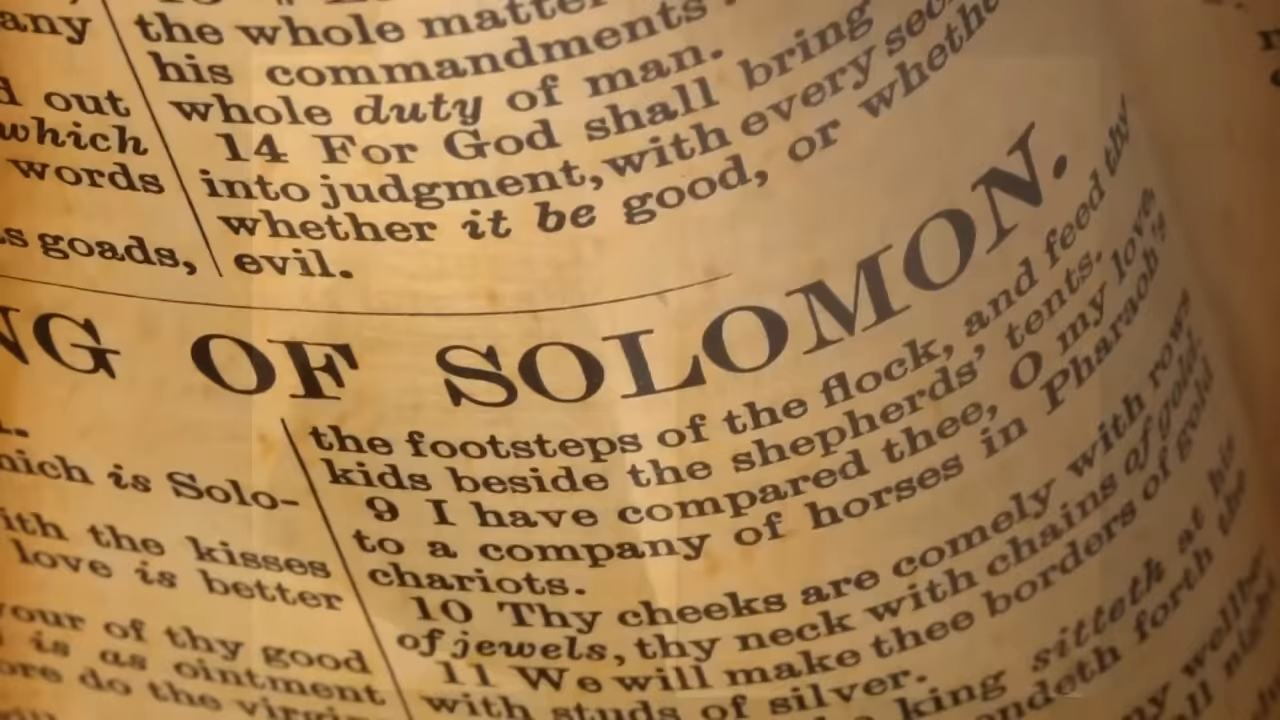 any
out
which
words
goads,
the whole matter
his commandments
whole duty of man.
14 For God shall bring
into judgment, with every
whether it be good, or
evil.
OF SOLOMON.
is Solo-
the kisses
love is better
of thy good
is as ointment
do the
the footsteps of the flock, and feed thy
kids beside the shepherds' tents.
9 I have compared thee, O my love,
to a company of horses in Pharaoh's
chariots.
10 Thy cheeks are comely with rows
of jewels, thy neck with chains of gold.
11 We will make thee borders of gold
with studs of silver.
king sitteth at his
forth the